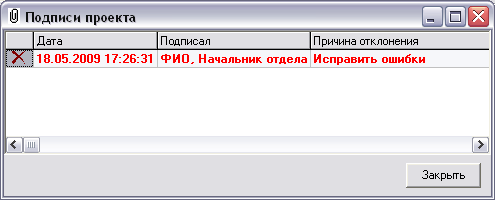 Подписи проекта
Дата Подписал Причина отклонения
18.05.2009 17:26:31 ФИО, Начальник отдела Исправить ошибки
Закрыть